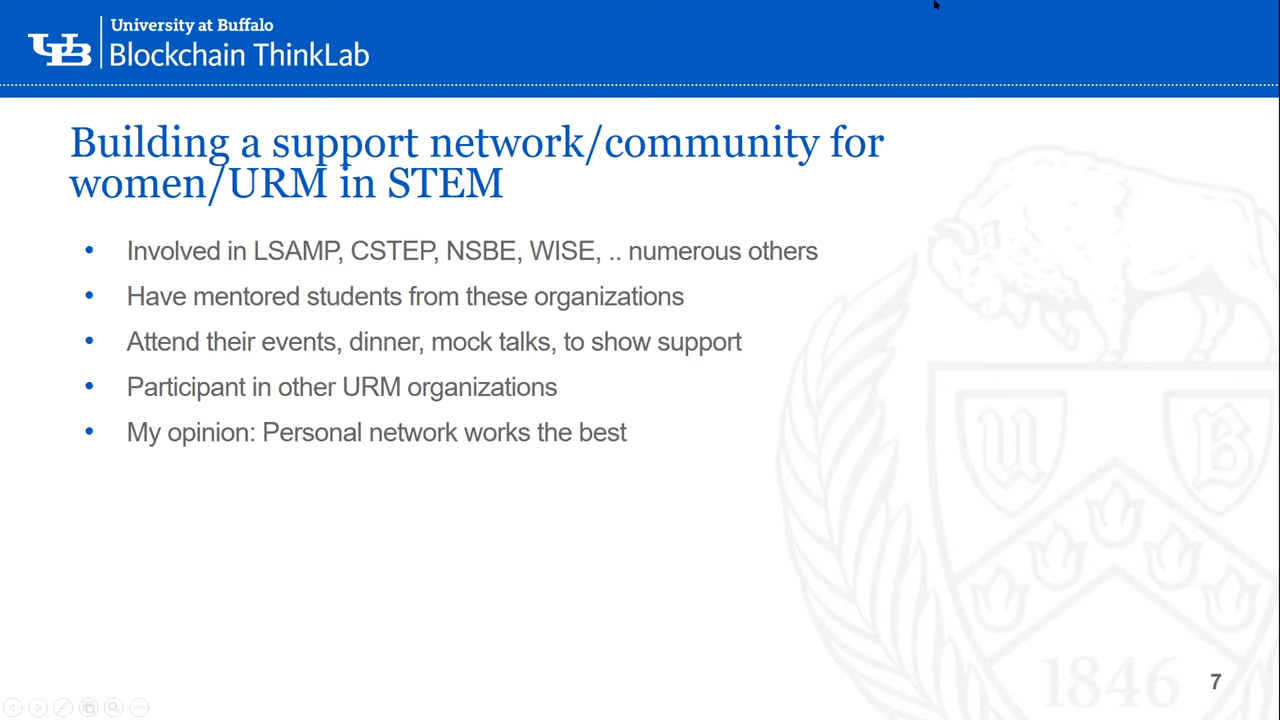 University at Buffalo
UB
Blockchain ThinkLab
Building a support network/community for
women/URM in STEM
• Involved in LSAMP, CSTEP, NSBE, WISE, .. numerous others
• Have mentored students from these organizations
• Attend their events, dinner, mock talks, to show support
• Participant in other URM organizations
• My opinion: Personal network works the best
U B
1846
7